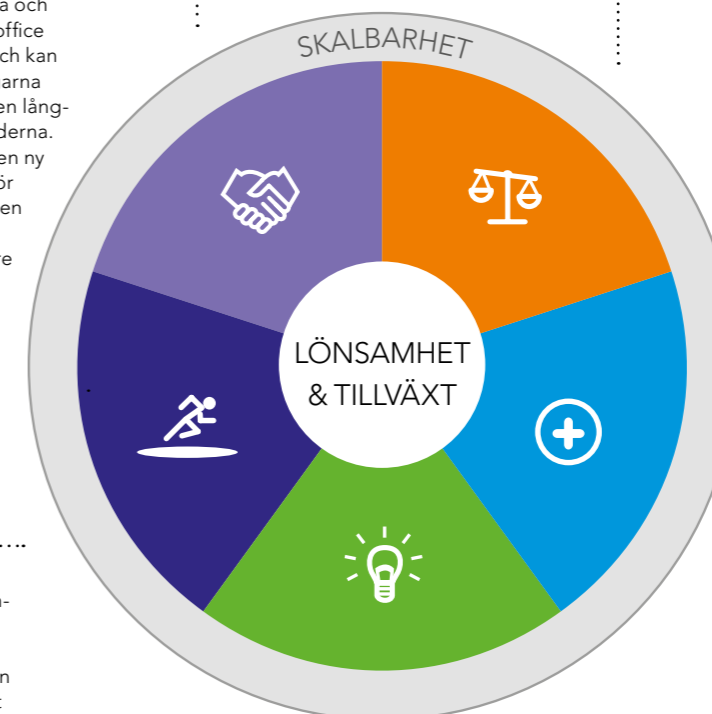 och
office
ch kan
arna
en lång-
derna.
en ny
ör
en
re
SKALBARHET
LÖNSAMHET
& TILLVÄXT